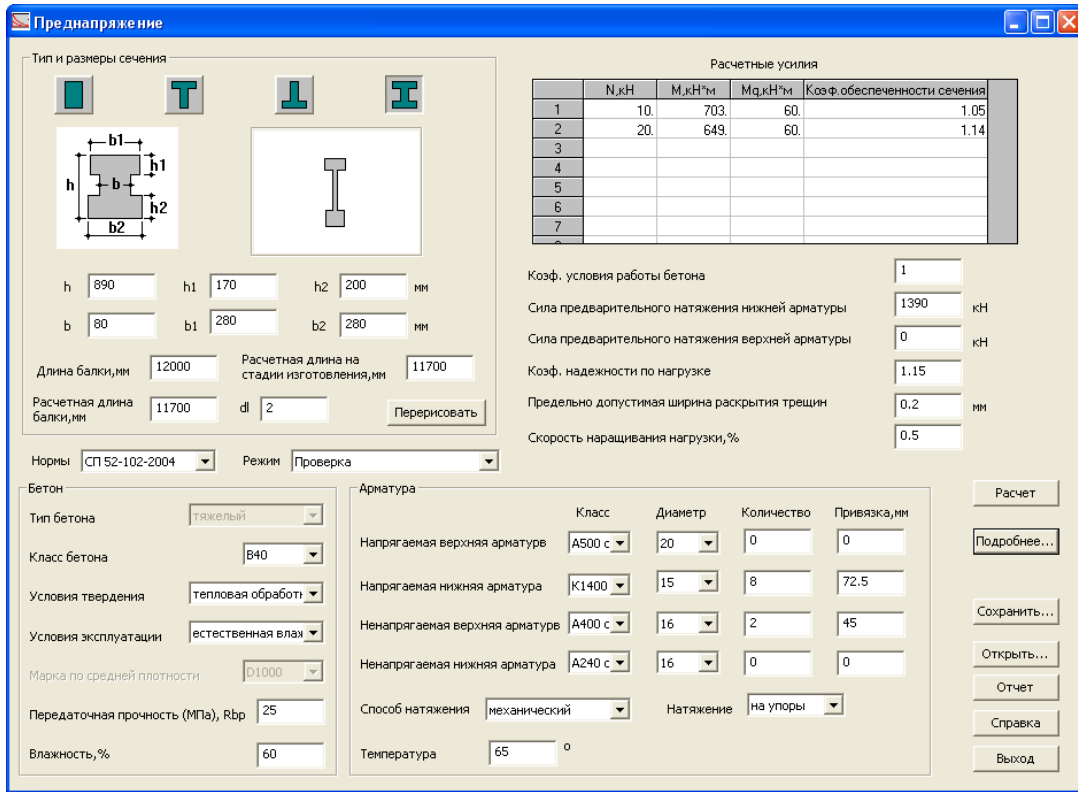 Преднапряжение
Тип и размеры сечения
b1
h1
h
b
h2
b2
h 890 h1 170 h2 200 мм
b 80 b1 280 b2 280 мм
Длина балки,мм 12000 Расчетная длина на стадии изготовления,мм 11700
Расчетная длина балки,мм 11700 dl 2 Перерисовать
Нормы СП 52-102-2004 Режим Проверка
Расчетные усилия
N,кН M,кН*м Mq,кН*м Коэф.обеспеченности сечения
1 10. 703. 60. 1.05
2 20. 649. 60. 1.14
3
4
5
6
7
Коэф. условия работы бетона 1
Сила предварительного натяжения нижней арматуры 1390 кН
Сила предварительного натяжения верхней арматуры 0 кН
Коэф. надежности по нагрузке 1.15
Предельно допустимая ширина раскрытия трещин 0.2 мм
Скорость наращивания нагрузки,% 0.5
Бетон
Тип бетона тяжелый
Класс бетона B40
Условия твердения тепловая обработк
Условия эксплуатации естественная влаж
Марка по средней плотности D1000
Передаточная прочность (МПа), Rbp 25
Влажность,% 60
Арматура
Класс Диаметр Количество Привязка,мм
Напрягаемая верхняя арматурв A500 с 20 0 0
Напрягаемая нижняя арматура K1400 15 8 72.5
Ненапрягаемая верхняя арматурв A400 с 16 2 45
Ненапрягаемая нижняя арматура A240 с 16 0 0
Способ натяжения механический Натяжение на упоры
Температура 65 o
Расчет
Подробнее...
Сохранить...
Открыть...
Отчет
Справка
Выход